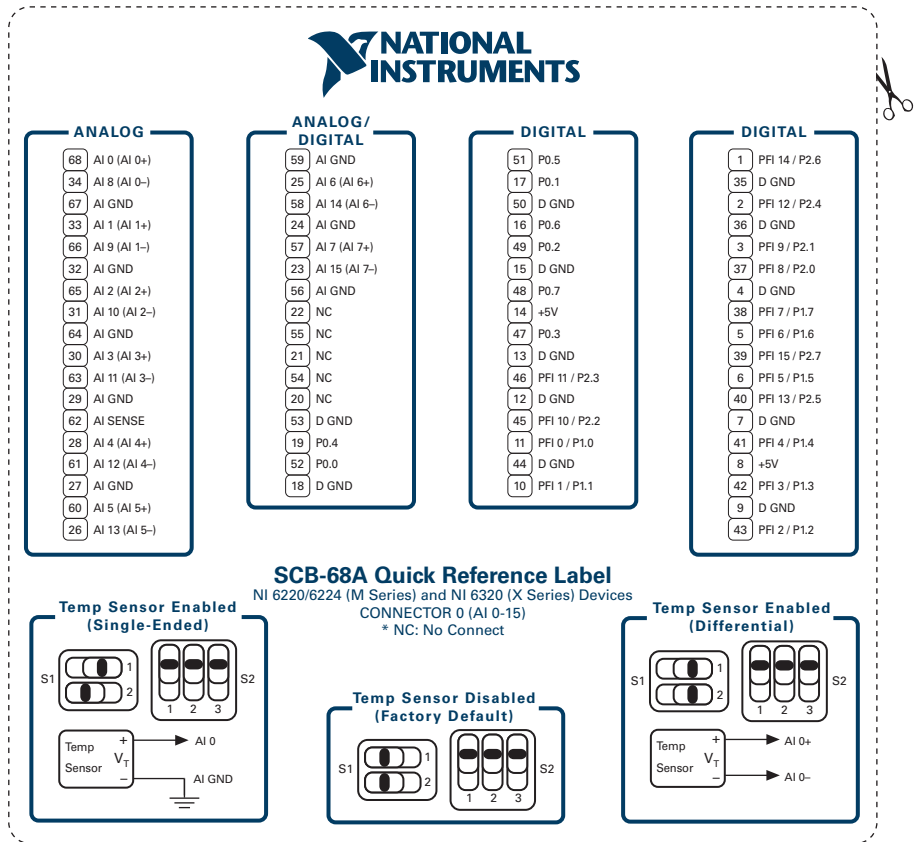 NATIONAL
INSTRUMENTS
ANALOG
68 AI 0 (AI 0+)
34 AI 8 (AI 0–)
67 AI GND
33 AI 1 (AI 1+)
66 AI 9 (AI 1–)
32 AI GND
65 AI 2 (AI 2+)
31 AI 10 (AI 2–)
64 AI GND
30 AI 3 (AI 3+)
63 AI 11 (AI 3–)
29 AI GND
62 AI SENSE
28 AI 4 (AI 4+)
61 AI 12 (AI 4–)
27 AI GND
60 AI 5 (AI 5+)
26 AI 13 (AI 5–)
ANALOG/
DIGITAL
59 AI GND
25 AI 6 (AI 6+)
58 AI 14 (AI 6–)
24 AI GND
57 AI 7 (AI 7+)
23 AI 15 (AI 7–)
56 AI GND
22 NC
55 NC
21 NC
54 NC
20 NC
53 D GND
19 P0.4
52 P0.0
18 D GND
DIGITAL
51 P0.5
17 P0.1
50 D GND
16 P0.6
49 P0.2
15 D GND
48 P0.7
14 +5V
47 P0.3
13 D GND
46 PFI 11 / P2.3
12 D GND
45 PFI 10 / P2.2
11 PFI 0 / P1.0
44 D GND
10 PFI 1 / P1.1
DIGITAL
1 PFI 14 / P2.6
35 D GND
2 PFI 12 / P2.4
36 D GND
3 PFI 9 / P2.1
37 PFI 8 / P2.0
4 D GND
38 PFI 7 / P1.7
5 PFI 6 / P1.6
39 PFI 15 / P2.7
6 PFI 5 / P1.5
40 PFI 13 / P2.5
7 D GND
41 PFI 4 / P1.4
8 +5V
42 PFI 3 / P1.3
9 D GND
43 PFI 2 / P1.2
SCB-68A Quick Reference Label
NI 6220/6224 (M Series) and NI 6320 (X Series) Devices
CONNECTOR 0 (AI 0-15)
* NC: No Connect
Temp Sensor Enabled
(Single-Ended)
S1
1
2
1 2 3
S2
Temp
Sensor
+
VT
–
AI 0
AI GND
Temp Sensor Disabled
(Factory Default)
S1
1
2
1 2 3
S2
Temp Sensor Enabled
(Differential)
S1
1
2
1 2 3
S2
Temp
Sensor
+
VT
–
AI 0+
AI 0–